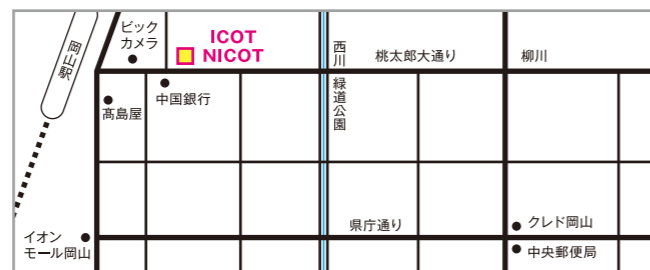 岡山駅
ビック
カメラ
ICOT
NICOT
西川
緑道公園
桃太郎大通り
柳川
中国銀行
髙島屋
県庁通り
イオン
モール岡山
クレド岡山
中央郵便局